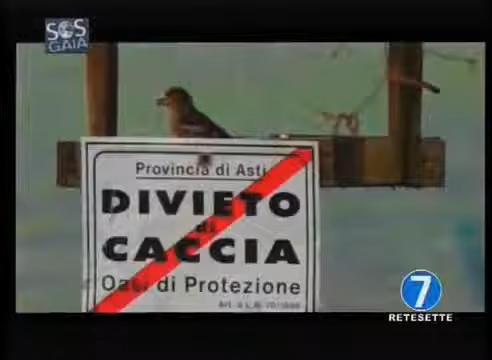 SOS
GAIA
Provincia di Asti
DIVIETO
di
CACCIA
Oasi di Protezione
7
RETESETTE